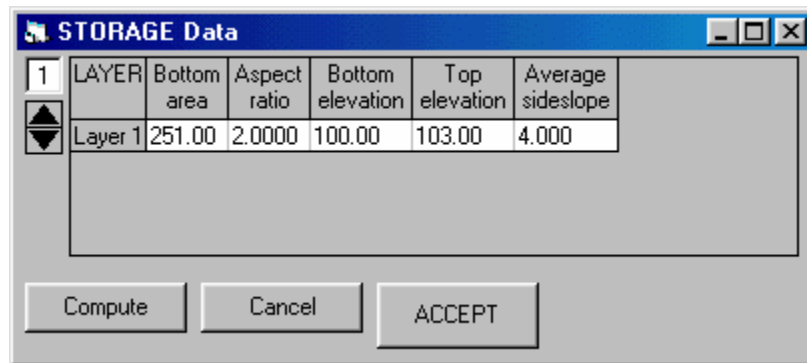 STORAGE Data
1
LAYER Bottom area Aspect ratio Bottom elevation Top elevation Average sideslope
Layer 1 251.00 2.0000 100.00 103.00 4.000
Compute Cancel ACCEPT